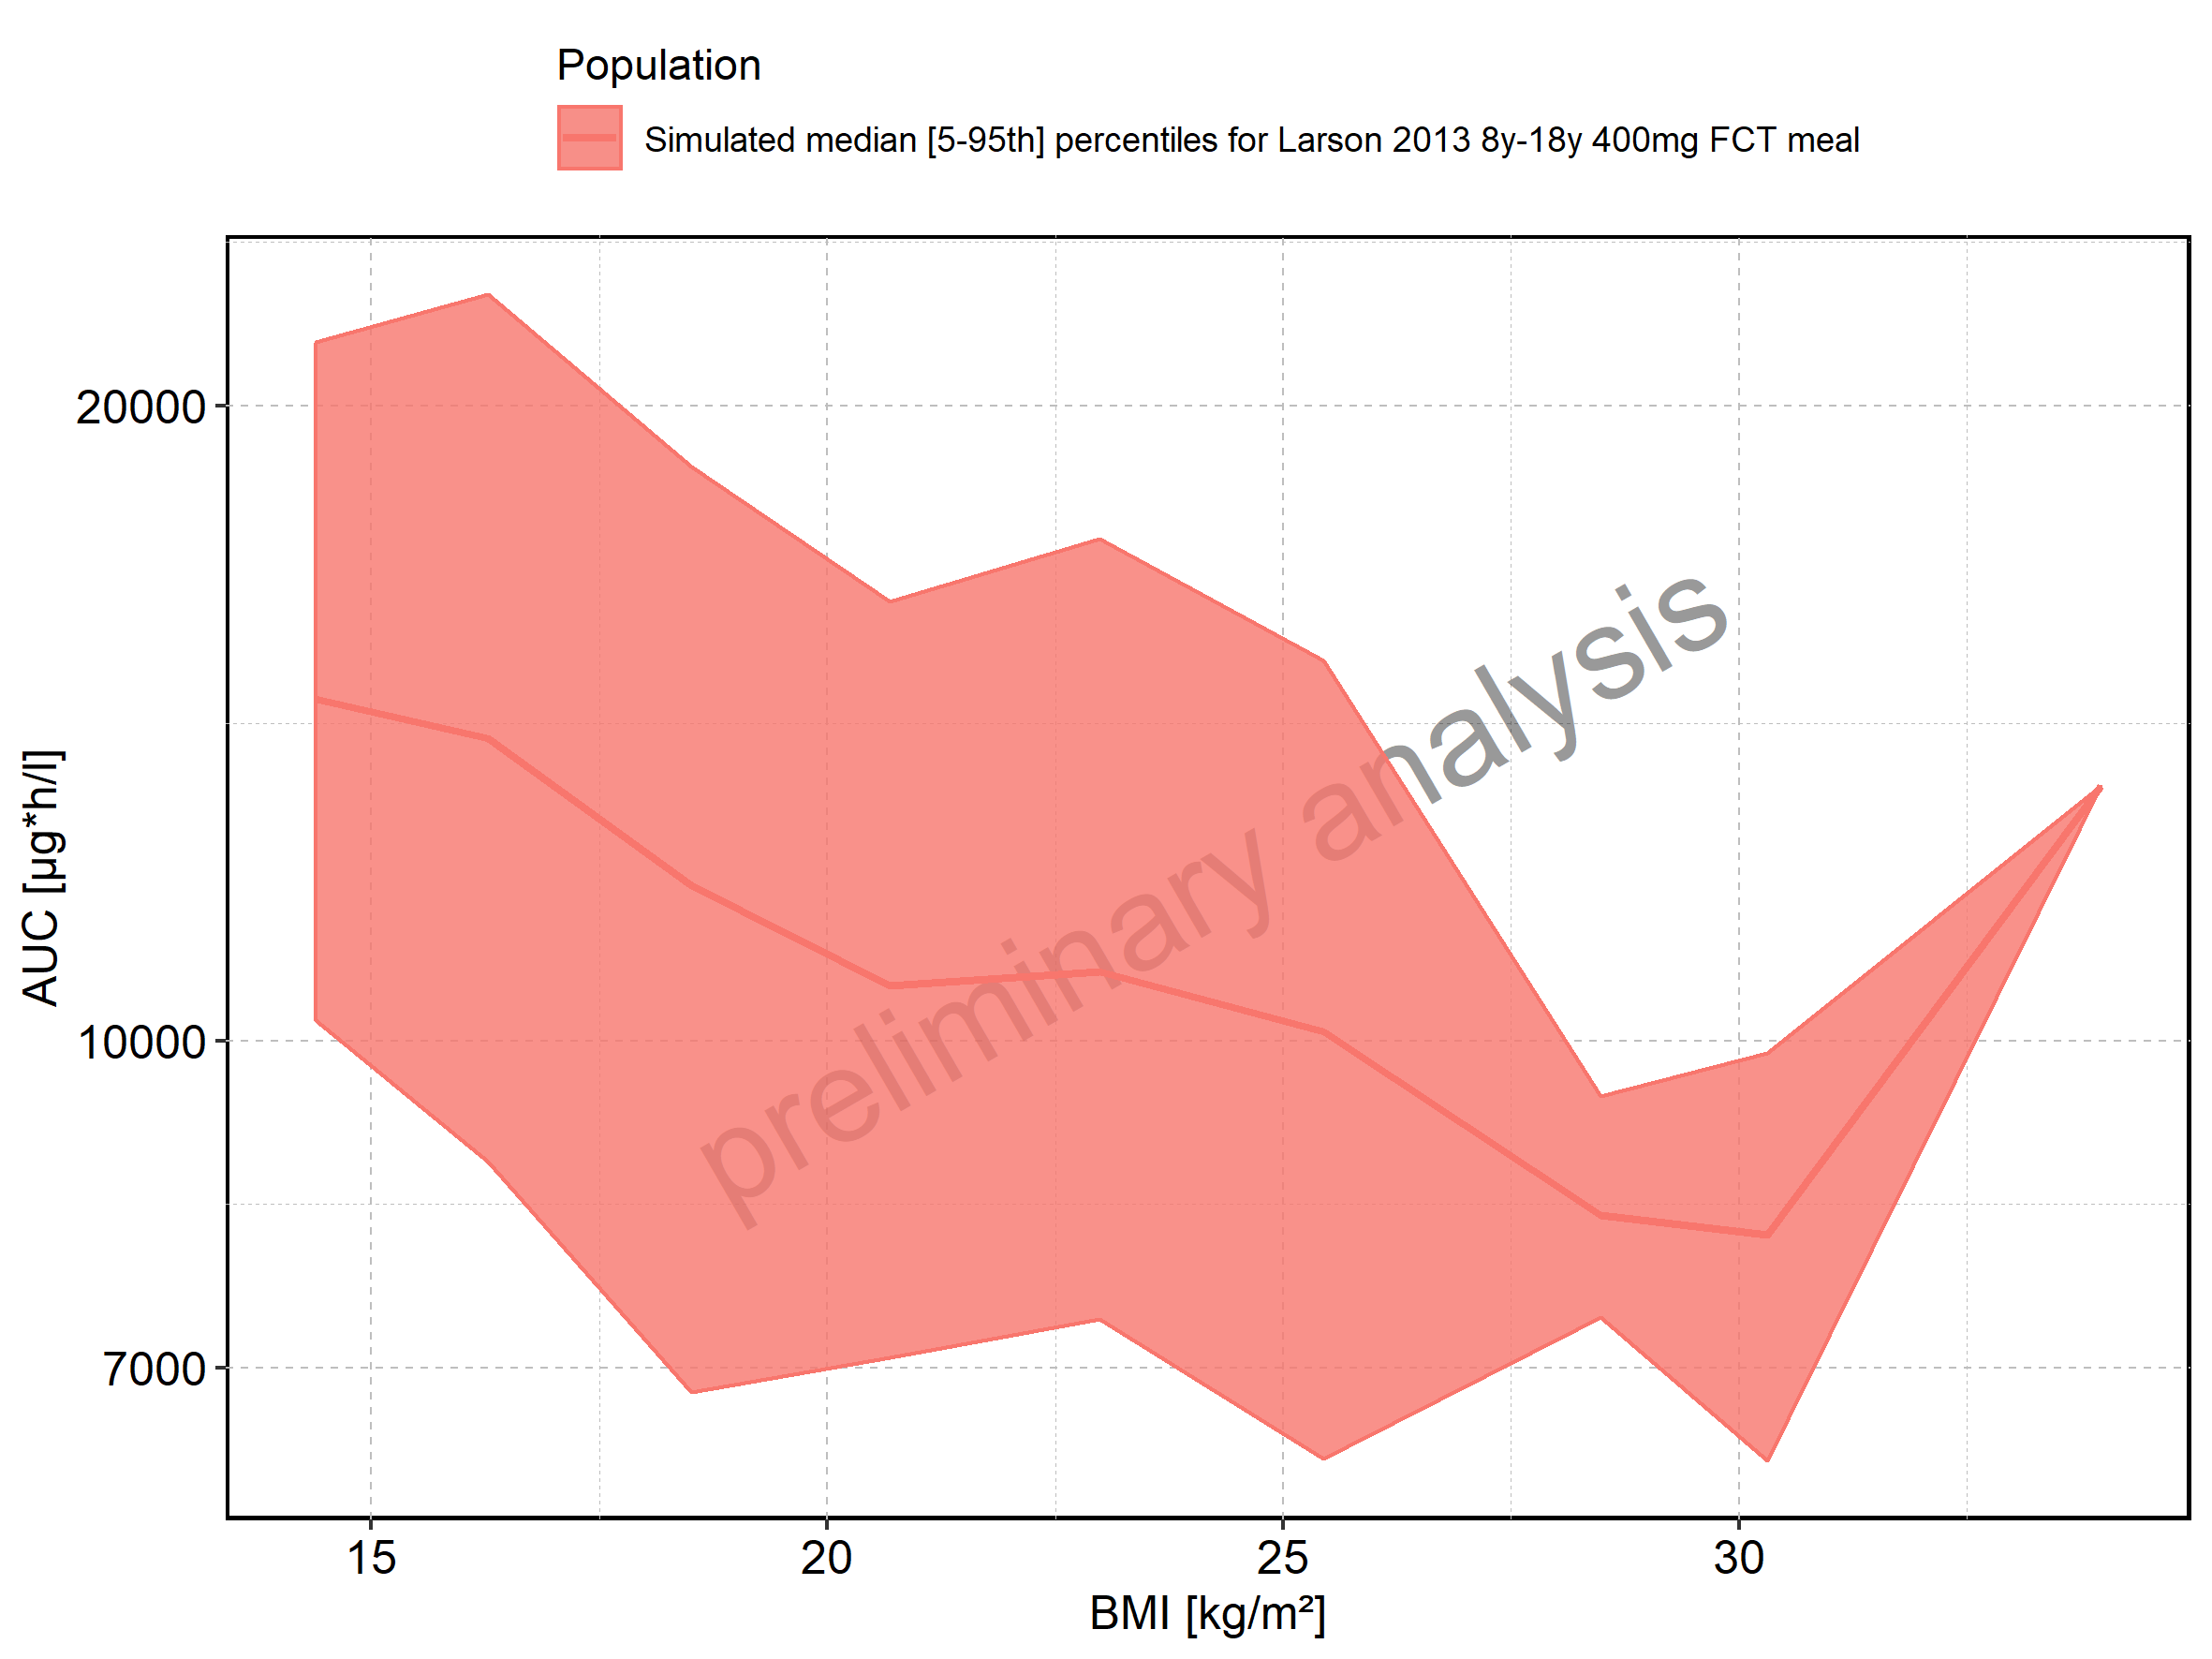 Population
Simulated median [5-95th] percentiles for Larson 2013 8y-18y 400mg FCT meal
20000
10000
7000
AUC [µg*h/l]
preliminary analysis
15
20
25
30
BMI [kg/m²]